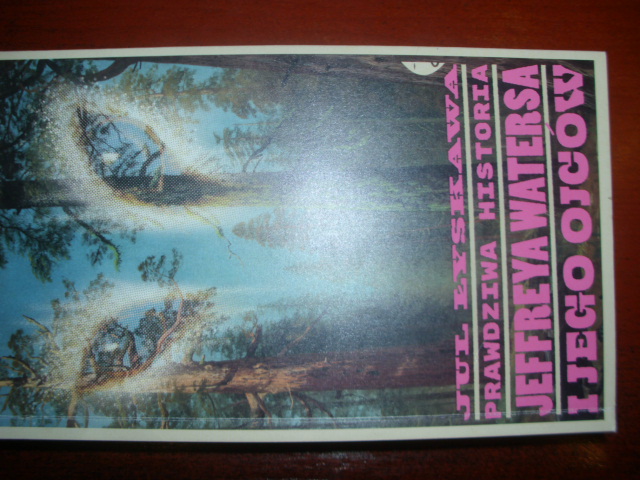 JUL ŁYSKAWA
PRAWDZIWA HISTORIA
JEFFREYA WATERSA
I JEGO OJCÓW